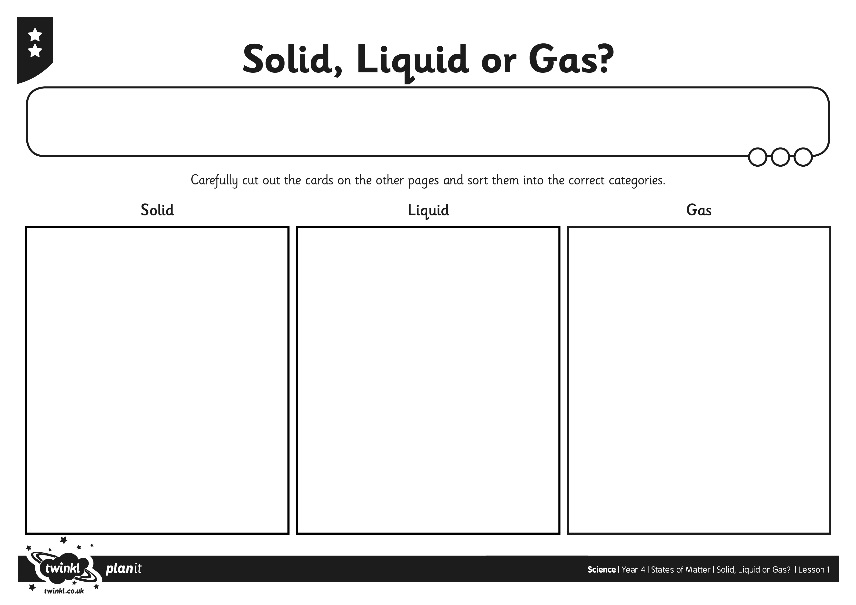 Solid, Liquid or Gas?
Carefully cut out the cards on the other pages and sort them into the correct categories.
Solid
Liquid
Gas
twinkl
planit
twinkl.co.uk
Science | Year 4 | States of Matter | Solid, Liquid or Gas? | Lesson 1